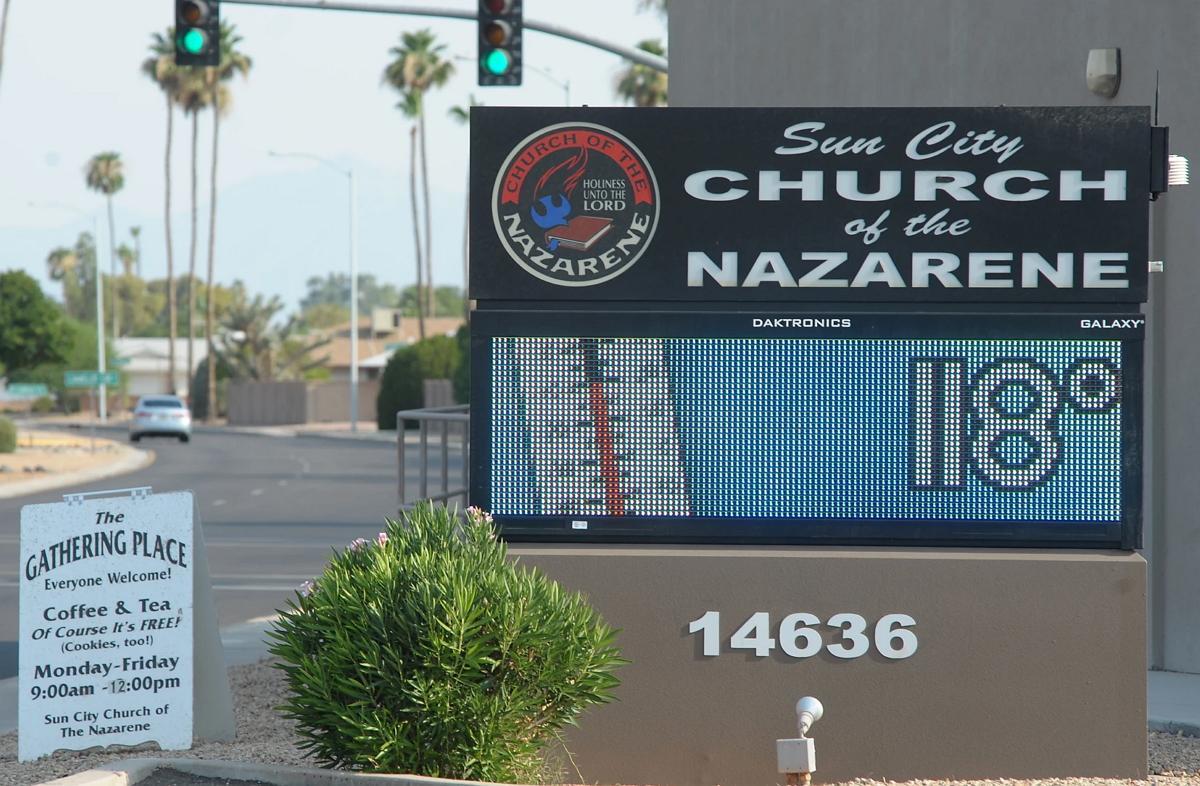 CHURCH OF THE
HOLINESS
UNTO THE
LORD
NAZARENE
Sun City
CHURCH
of the
NAZARENE
DAKTRONICS
GALAXY®
118°
The
GATHERING PLACE
Everyone Welcome!
Coffee & Tea
Of Course It's FREE!
(Cookies, too!)
Monday-Friday
9:00am -12:00pm
Sun City Church of
The Nazarene
14636